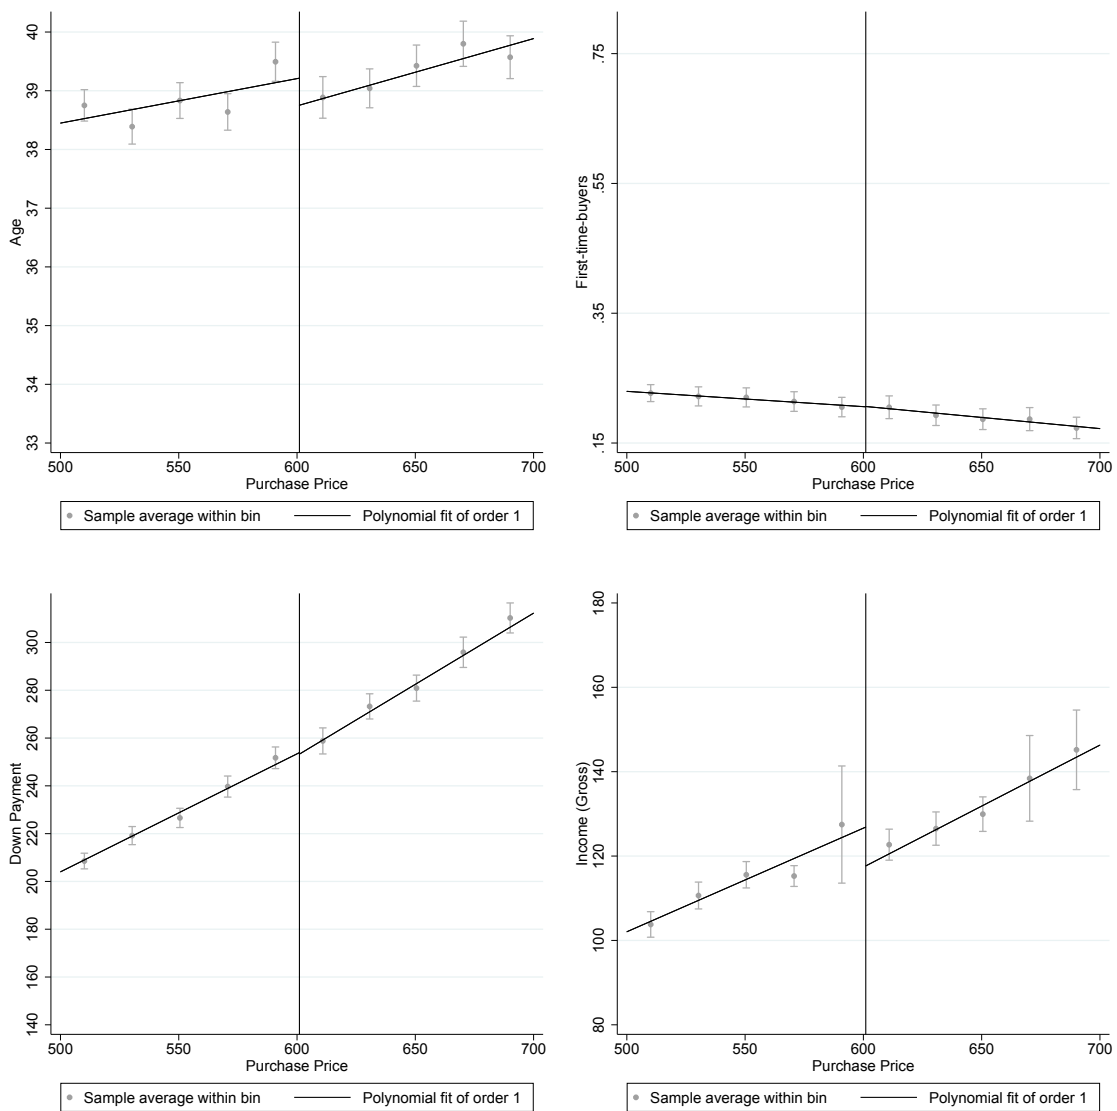 40
39
38
37
36
35
34
33
Age
500 550 600 650 700
Purchase Price
Sample average within bin Polynomial fit of order 1
.75
.55
.35
.15
First-time-buyers
500 550 600 650 700
Purchase Price
Sample average within bin Polynomial fit of order 1
300
280
260
240
220
200
180
160
140
Down Payment
500 550 600 650 700
Purchase Price
Sample average within bin Polynomial fit of order 1
180
160
140
120
100
80
Income (Gross)
500 550 600 650 700
Purchase Price
Sample average within bin Polynomial fit of order 1